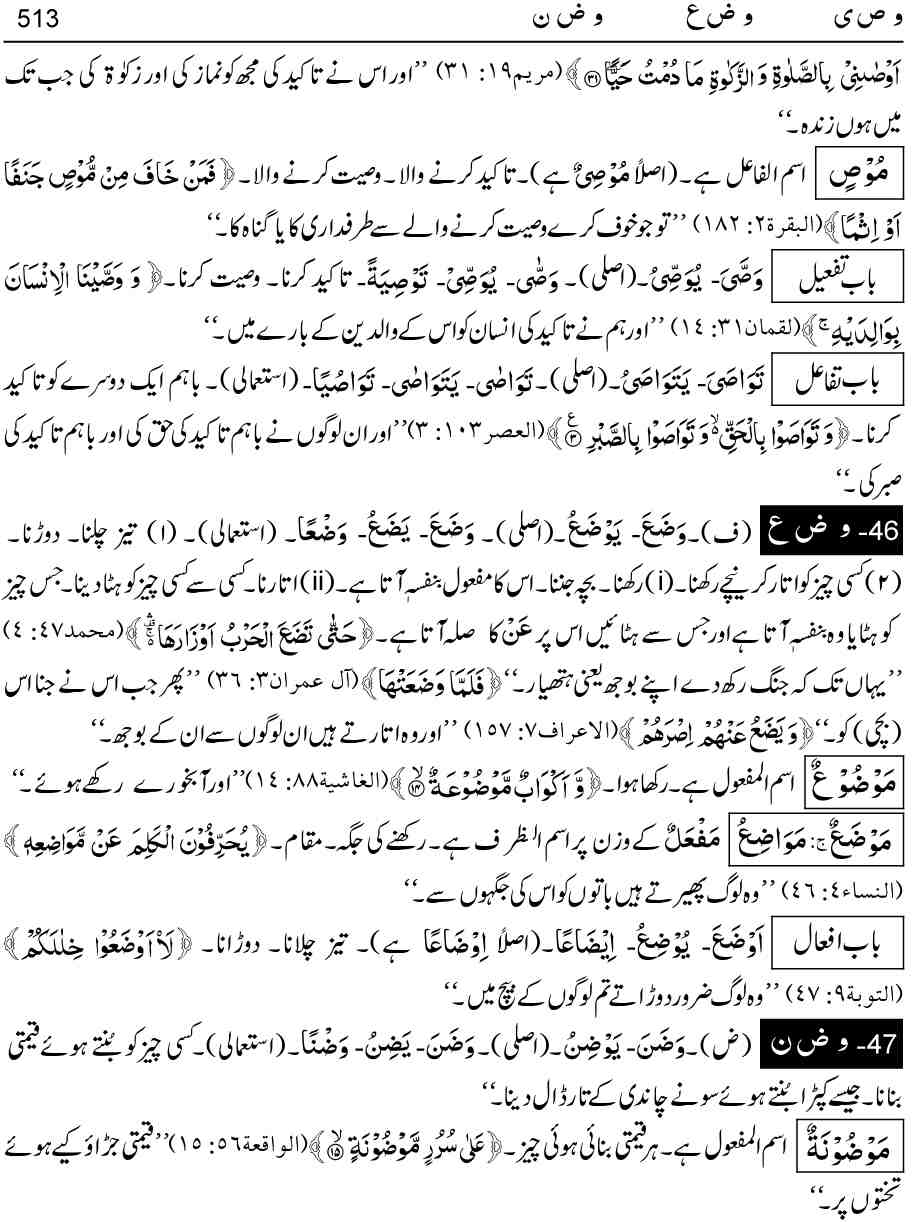 و ص ی و ض ع و ض ن 513
اَوْصٰنِیْ بِالصَّلٰوةِ وَ الزَّکٰوةِ مَا دُمْتُ حَیًّا ۝۳۱﴾ (مریم۱۹: ۳۱) ’’اور اس نے تاکید کی مجھ کو نماز کی اور زکوٰۃ کی جب تک
میں ہوں زندہ۔‘‘
مُوْصٍ اسم الفاعل ہے۔ (اصلاً مُوْصِیٌ ہے)۔ تاکید کرنے والا۔ وصیت کرنے والا۔ ﴿فَمَنْ خَافَ مِنْ مُّوْصٍ جَنَفًا
اَوْ اِثْمًا﴾ (البقرۃ۲: ۱۸۲) ’’تو جو خوف کرے وصیت کرنے والے سے طرفداری کا یا گناہ کا۔‘‘
باب تفعیل وَصَّیَ۔ یُوَصِّیُ۔ (اصلی)۔ وَصّٰی۔ یُوَصِّیْ۔ تَوْصِیَةً۔ تاکید کرنا۔ وصیت کرنا۔ ﴿وَ وَصَّیْنَا الْاِنْسَانَ
بِوَالِدَیْهِ ۚ﴾ (لقمان۳۱: ۱۴) ’’اور ہم نے تاکید کی انسان کو اس کے والدین کے بارے میں۔‘‘
باب تفاعل تَوَاصَیَ۔ یَتَوَاصَیُ۔ (اصلی)۔ تَوَاصٰی۔ یَتَوَاصٰی۔ تَوَاصُیًا۔ (استعمالی)۔ باہم ایک دوسرے کو تاکید
کرنا۔ ﴿وَ تَوَاصَوْا بِالْحَقِّ ۙ۬ وَ تَوَاصَوْا بِالصَّبْرِ ۝۳﴾ (العصر۱۰۳: ۳) ’’اور ان لوگوں نے باہم تاکید کی حق کی اور باہم تاکید کی
صبر کی۔‘‘
46- و ض ع (ف)۔ وَضَعَ۔ یَوْضَعُ۔ (اصلی)۔ وَضَعَ۔ یَضَعُ۔ وَضْعًا۔ (استعمالی)۔ (۱) تیز چلنا۔ دوڑنا۔
(۲) کسی چیز کو اتار کر نیچے رکھنا۔ (i) رکھنا۔ بچہ جننا۔ اس کا مفعول بنفسہٖ آتا ہے۔ (ii) اتارنا۔ کسی سے کسی چیز کو ہٹا دینا۔ جس چیز
کو ہٹایا وہ بنفسہٖ آتا ہے اور جس سے ہٹائیں اس پر عَنْ کا صلہ آتا ہے۔ ﴿حَتّٰی تَضَعَ الْحَرْبُ اَوْزَارَهَا ۛ۫ۚ﴾ (محمد۴۷: ۴)
’’یہاں تک کہ جنگ رکھ دے اپنے بوجھ یعنی ہتھیار۔‘‘ ﴿فَلَمَّا وَضَعَتْهَا﴾ (آل عمران۳: ۳۶) ’’پھر جب اس نے جنا اس
(بچی) کو۔‘‘ ﴿وَ یَضَعُ عَنْهُمْ اِصْرَهُمْ﴾ (الاعراف۷: ۱۵۷) ’’اور وہ اتارتے ہیں ان لوگوں سے ان کے بوجھ۔‘‘
مَوْضُوْعٌ اسم المفعول ہے۔ رکھا ہوا۔ ﴿وَّ اَکْوَابٌ مَّوْضُوْعَةٌ ۙ۝۱۴﴾ (الغاشیة۸۸: ۱۴) ’’اور آبخورے رکھے ہوئے۔‘‘
مَوْضَعٌ ج: مَوَاضِعُ مَفْعَلٌ کے وزن پر اسم الظرف ہے۔ رکھنے کی جگہ۔ مقام۔ ﴿یُحَرِّفُوْنَ الْکَلِمَ عَنْ مَّوَاضِعِهٖ﴾
(النساء۴: ۴۶) ’’وہ لوگ پھیرتے ہیں باتوں کو اس کی جگہوں سے۔‘‘
باب افعال اَوْضَعَ۔ یُوْضِعُ۔ اِیْضَاعًا۔ (اصلاً اِوْضَاعًا ہے)۔ تیز چلانا۔ دوڑانا۔ ﴿لَاۡاَوْضَعُوْا خِلٰلَکُمْ﴾
(التوبة۹: ۴۷) ’’وہ لوگ ضرور دوڑاتے تم لوگوں کے بیچ میں۔‘‘
47- و ض ن (ض)۔ وَضَنَ۔ یَوْضِنُ۔ (اصلی)۔ وَضَنَ۔ یَضِنُ۔ وَضْنًا۔ (استعمالی)۔ کسی چیز کو بُنتے ہوئے قیمتی
بنانا۔ جیسے کپڑا بُنتے ہوئے سونے چاندی کے تار ڈال دینا۔‘‘
مَوْضُوْنَةٌ اسم المفعول ہے۔ ہر قیمتی بنائی ہوئی چیز۔ ﴿عَلٰی سُرُرٍ مَّوْضُوْنَةٍ ۙ۝۱۵﴾ (الواقعة۵۶: ۱۵) ’’قیمتی جڑاؤ کیے ہوئے
تختوں پر۔‘‘